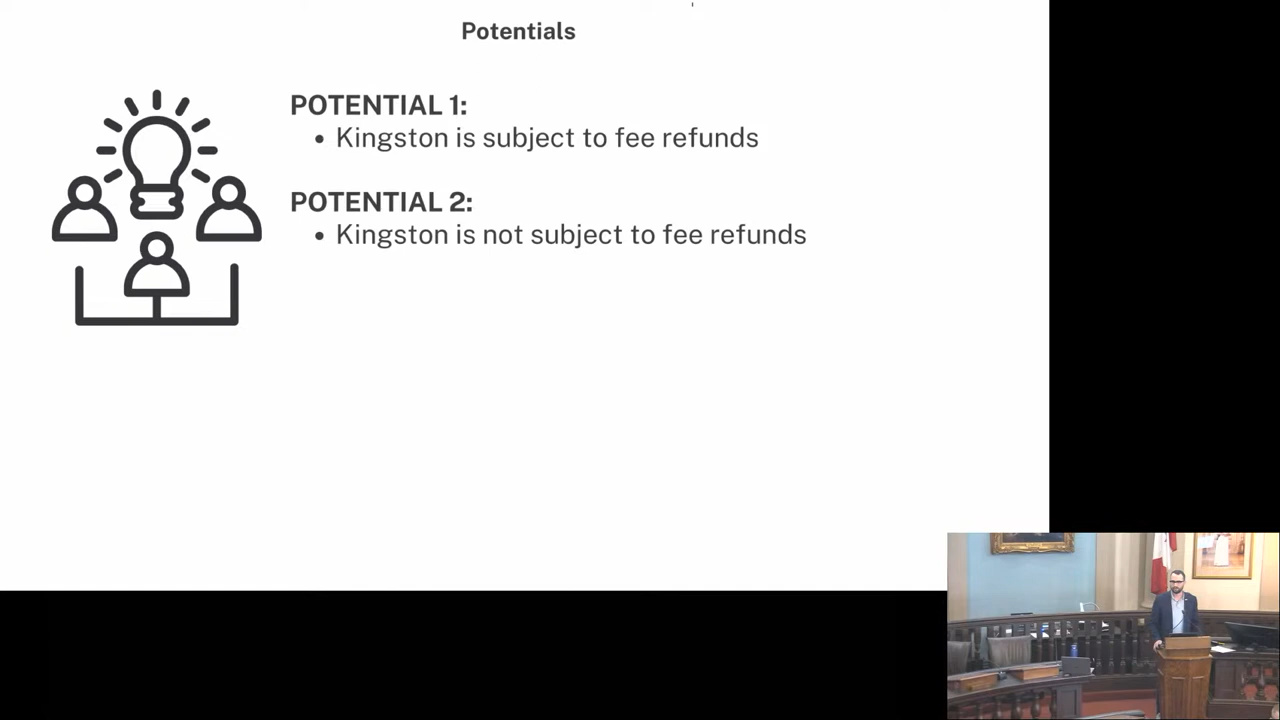 Potentials
POTENTIAL 1:
• Kingston is subject to fee refunds
POTENTIAL 2:
• Kingston is not subject to fee refunds